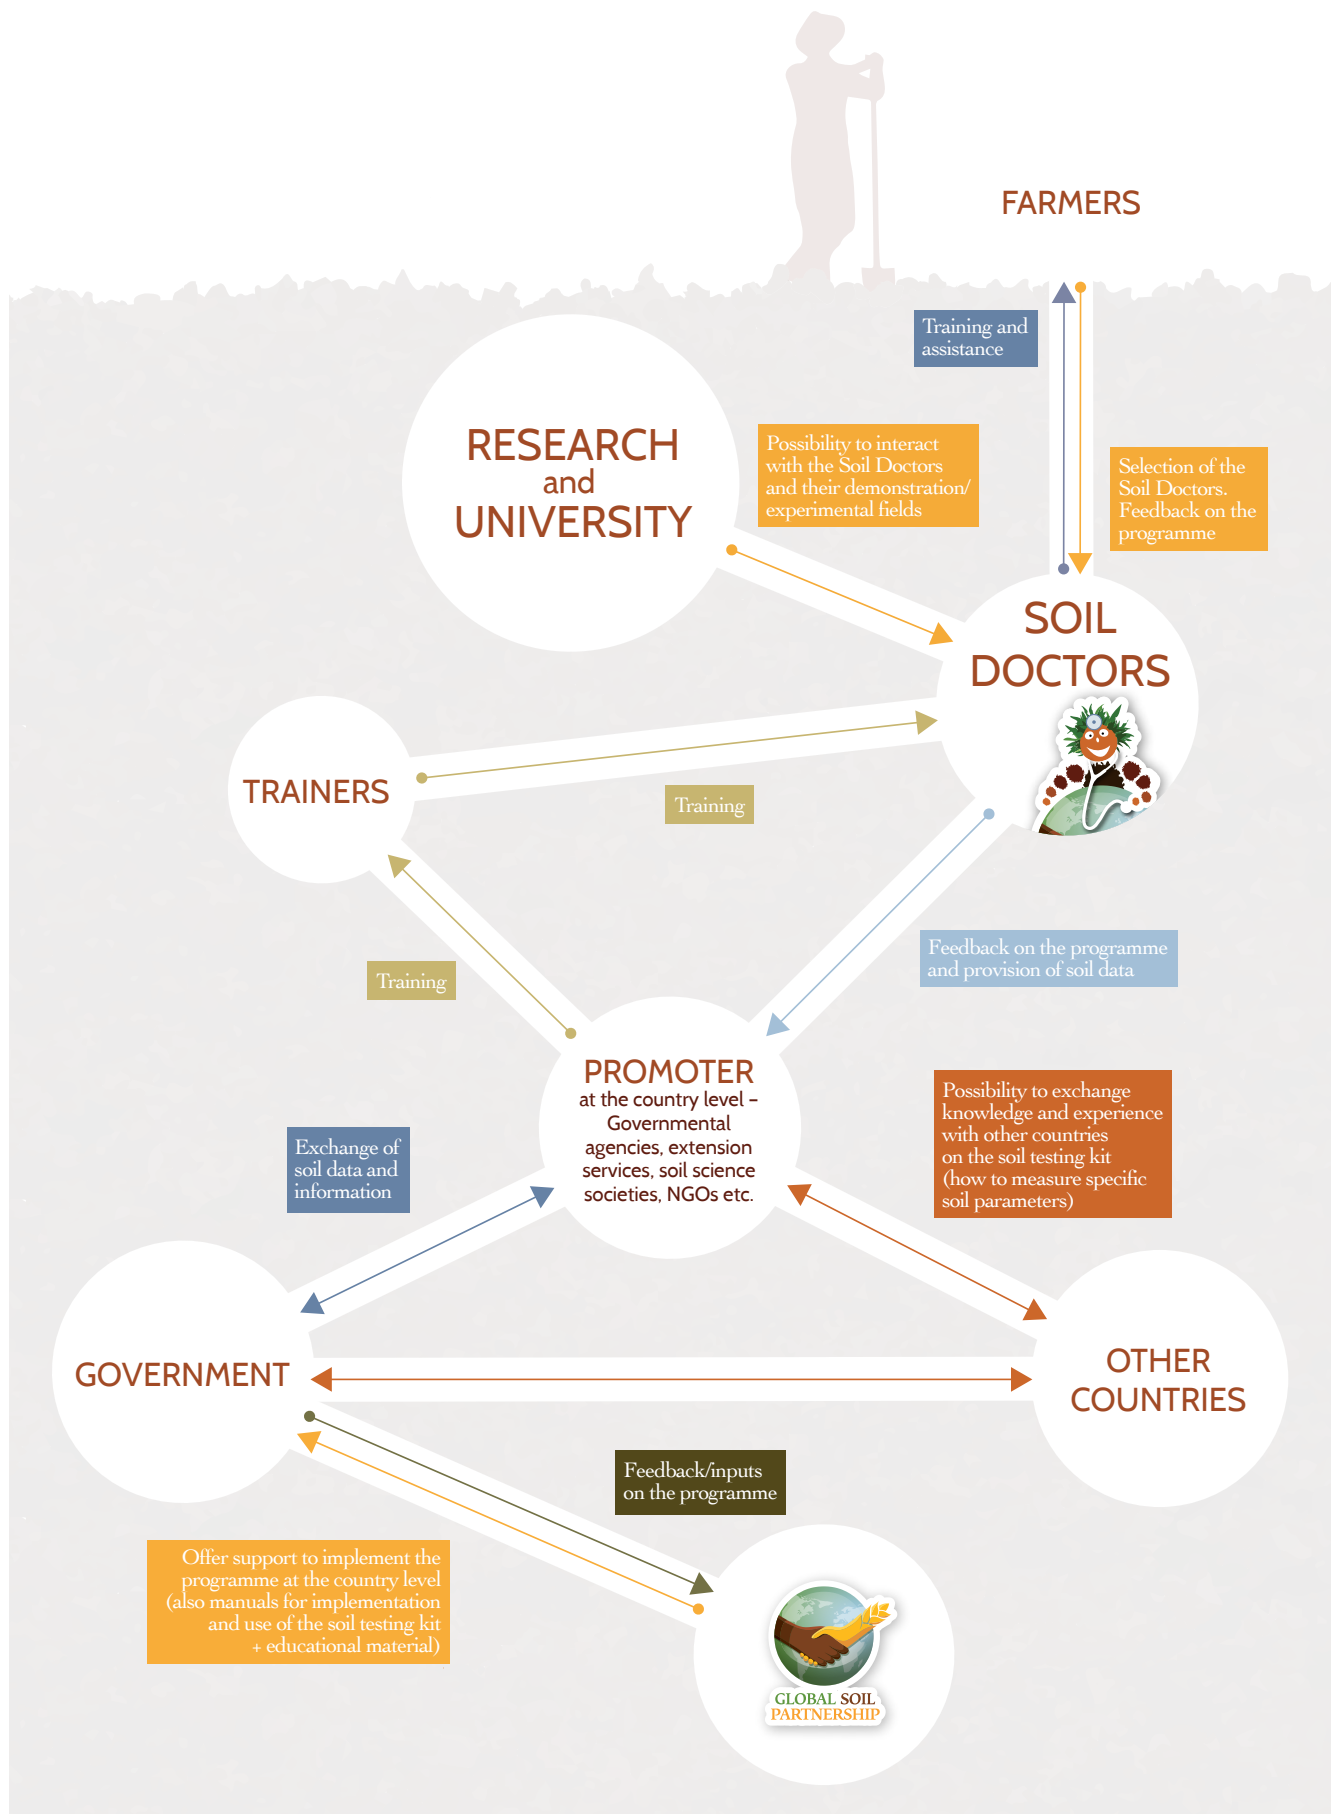 FARMERS
Training and
assistance
RESEARCH
and
UNIVERSITY
Possibility to interact
with the Soil Doctors
and their demonstration/
experimental fields
Selection of the
Soil Doctors.
Feedback on the
programme
SOIL
DOCTORS
TRAINERS
Training
Feedback on the programme
and provision of soil data
Training
PROMOTER
at the country level –
Governmental
agencies, extension
services, soil science
societies, NGOs etc.
Possibility to exchange
knowledge and experience
with other countries
on the soil testing kit
(how to measure specific
soil parameters)
Exchange of
soil data and
information
GOVERNMENT
OTHER
COUNTRIES
Feedback/inputs
on the programme
Offer support to implement the
programme at the country level
(also manuals for implementation
and use of the soil testing kit
+ educational material)
GLOBAL SOIL
PARTNERSHIP